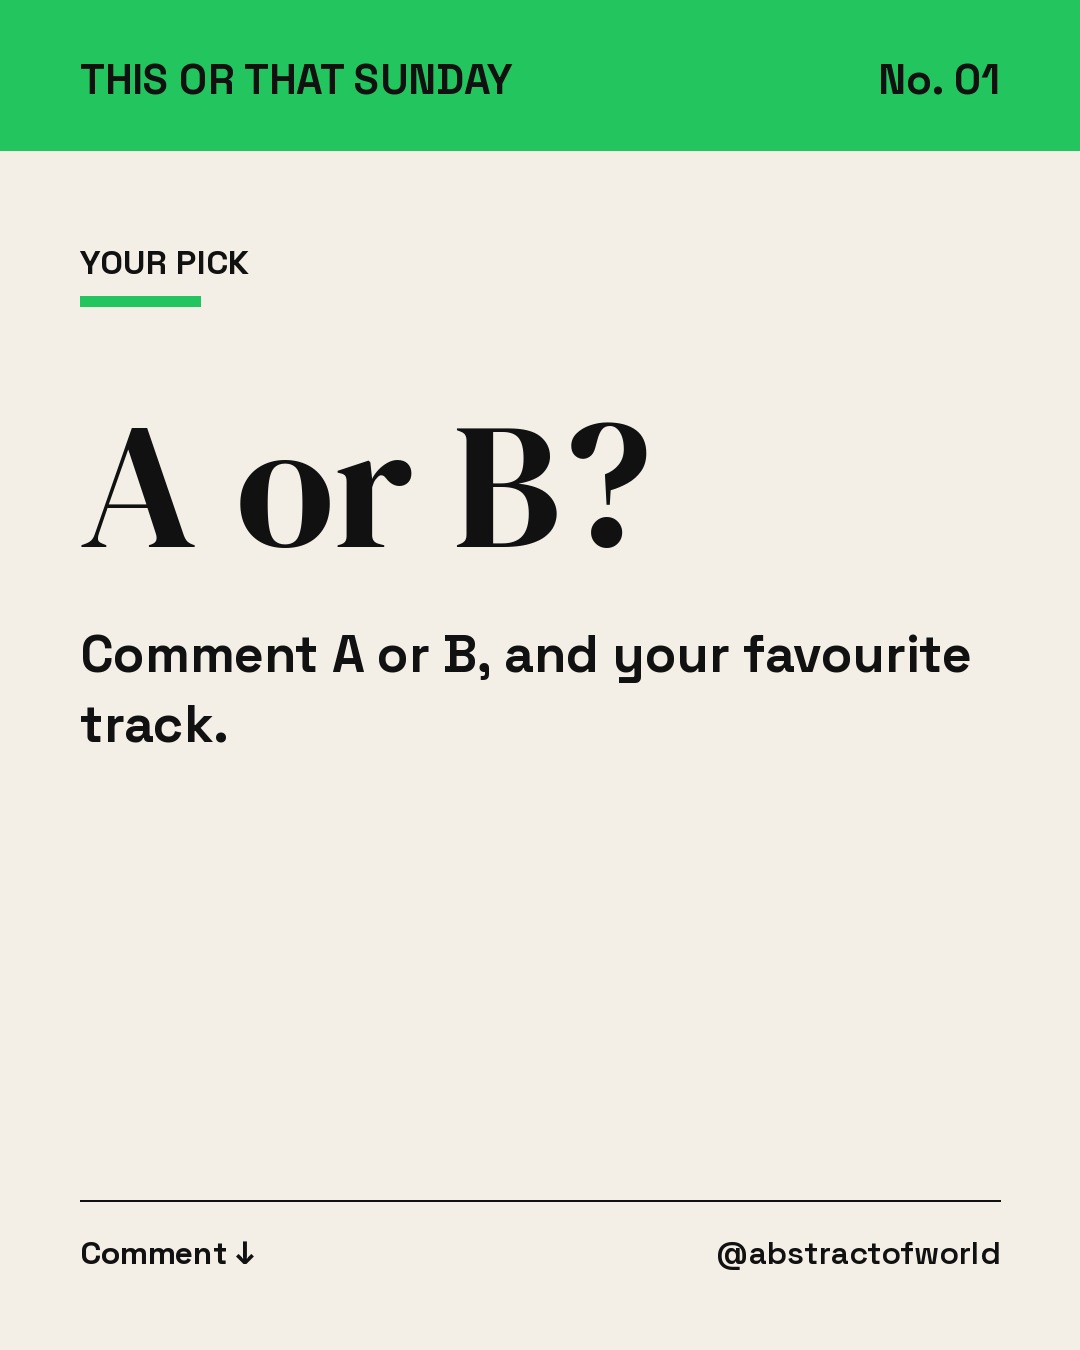 THIS OR THAT SUNDAY
No. 01
YOUR PICK
A or B?
Comment A or B, and your favourite
track.
Comment ↓
@abstractofworld